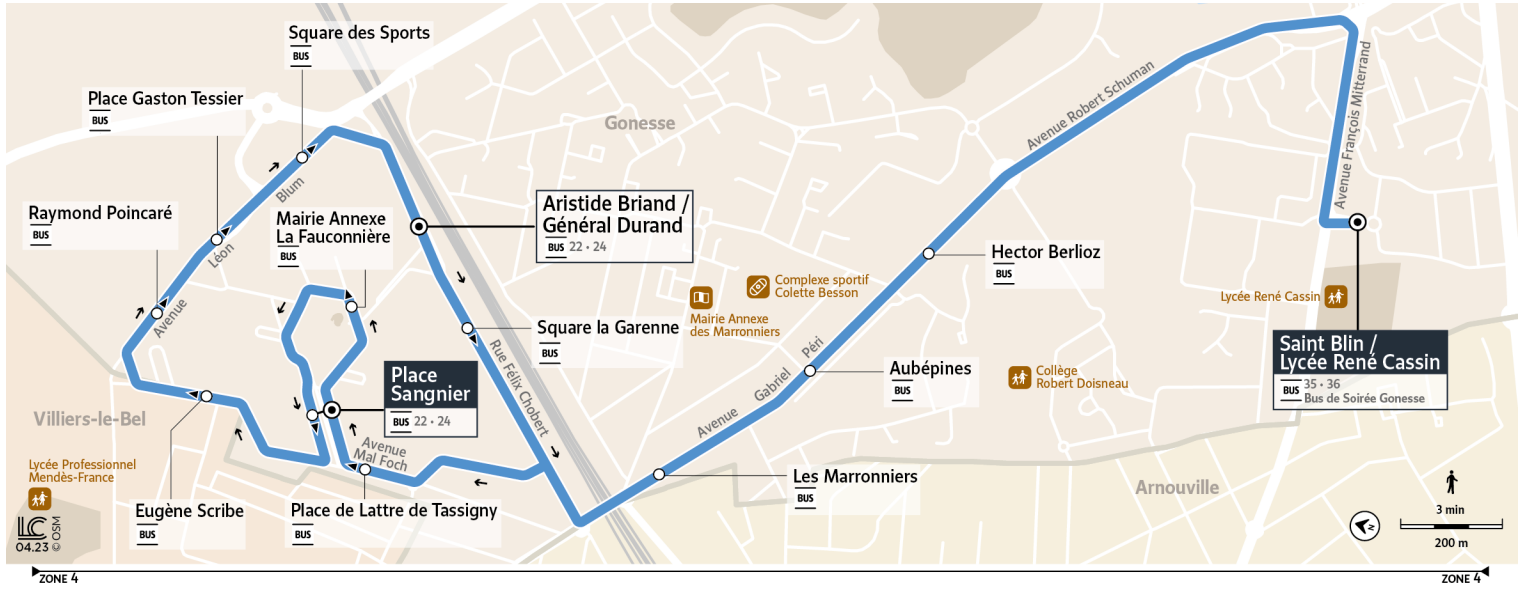 Square des Sports
BUS
Place Gaston Tessier
BUS
Gonesse
Avenue Robert Schuman
Avenue François Mitterrand
Raymond Poincaré
BUS
Avenue Léon Blum
Mairie Annexe
La Fauconnière
BUS
Aristide Briand /
Général Durand
BUS 22 • 24
Hector Berlioz
BUS
Complexe sportif
Colette Besson
Mairie Annexe
des Marronniers
Lycée René Cassin
Square la Garenne
BUS
Rue Félix Chobert
Saint Blin /
Lycée René Cassin
BUS
35 • 36
Bus de Soirée Gonesse
Aubépines
BUS
Collège
Robert Doisneau
Avenue Gabriel Péri
Place
Sangnier
BUS 22 • 24
Villiers-le-Bel
Avenue
Mal Foch
Lycée Professionnel
Mendès-France
Les Marronniers
BUS
Arnouville
Eugène Scribe
BUS
Place de Lattre de Tassigny
BUS
LC
04.23 © OSM
N
3 min
200 m
ZONE 4
ZONE 4